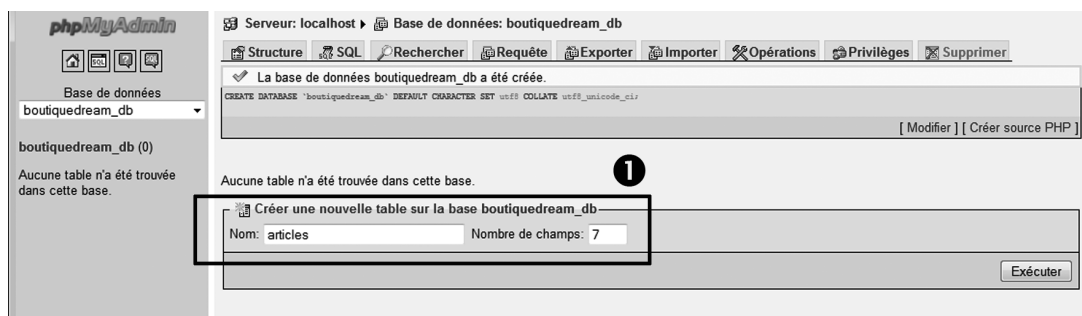 phpMyAdmin
SQL
Base de données
boutiquedream_db
boutiquedream_db (0)
Aucune table n'a été trouvée
dans cette base.
Serveur: localhost Base de données: boutiquedream_db
Structure SQL Rechercher Requête Exporter Importer Opérations Privilèges Supprimer
La base de données boutiquedream_db a été créée.
CREATE DATABASE `boutiquedream_db` DEFAULT CHARACTER SET utf8 COLLATE utf8_unicode_ci;
[ Modifier ] [ Créer source PHP ]
1
Aucune table n'a été trouvée dans cette base.
Créer une nouvelle table sur la base boutiquedream_db
Nom: articles Nombre de champs: 7
Exécuter